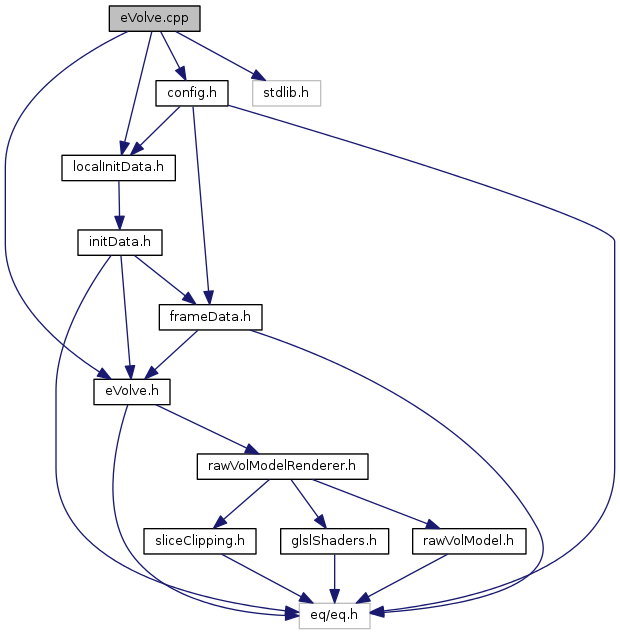 eVolve.cpp
config.h
stdlib.h
localInitData.h
initData.h
frameData.h
eVolve.h
rawVolModelRenderer.h
sliceClipping.h
glslShaders.h
rawVolModel.h
eq/eq.h